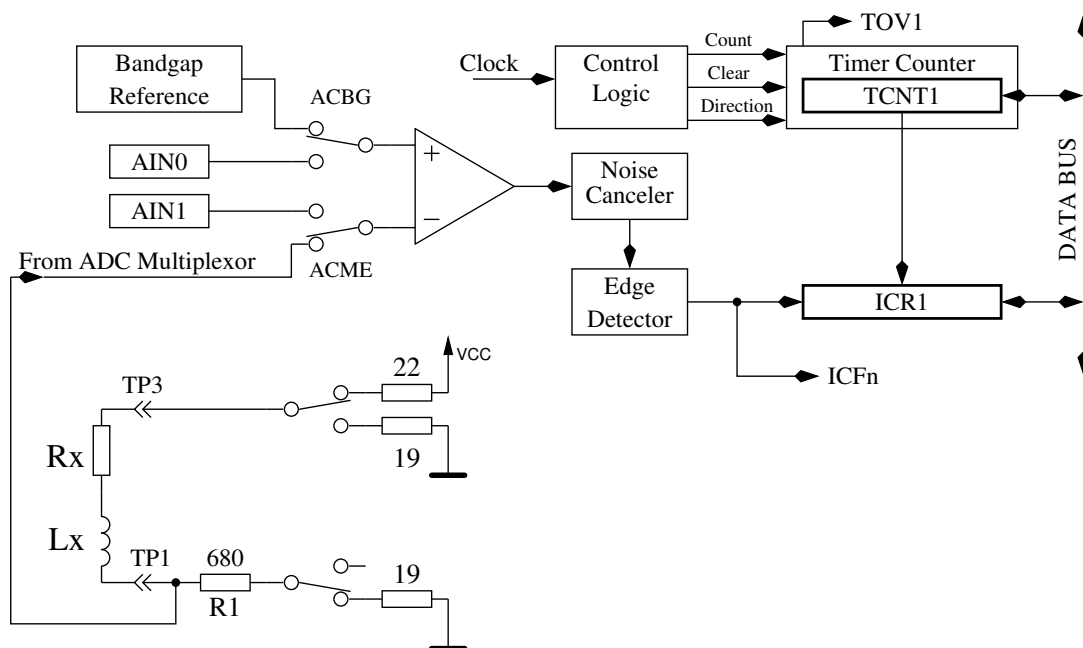 TOV1
Bandgap
Reference
Clock
Control
Logic
Count
Clear
Direction
Timer Counter
TCNT1
ACBG
AIN0
AIN1
+
−
Noise
Canceler
DATA BUS
From ADC Multiplexor
ACME
Edge
Detector
ICR1
ICFn
VCC
22
TP3
19
Rx
Lx
TP1
680
R1
19